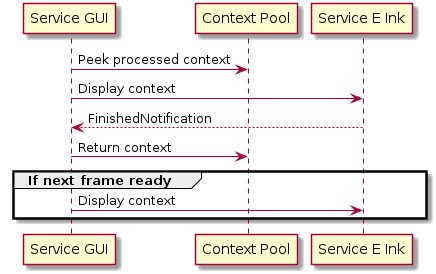 Service GUI
Context Pool
Service E Ink
Peek processed context
Display context
FinishedNotification
Return context
If next frame ready
Display context
Service GUI
Context Pool
Service E Ink